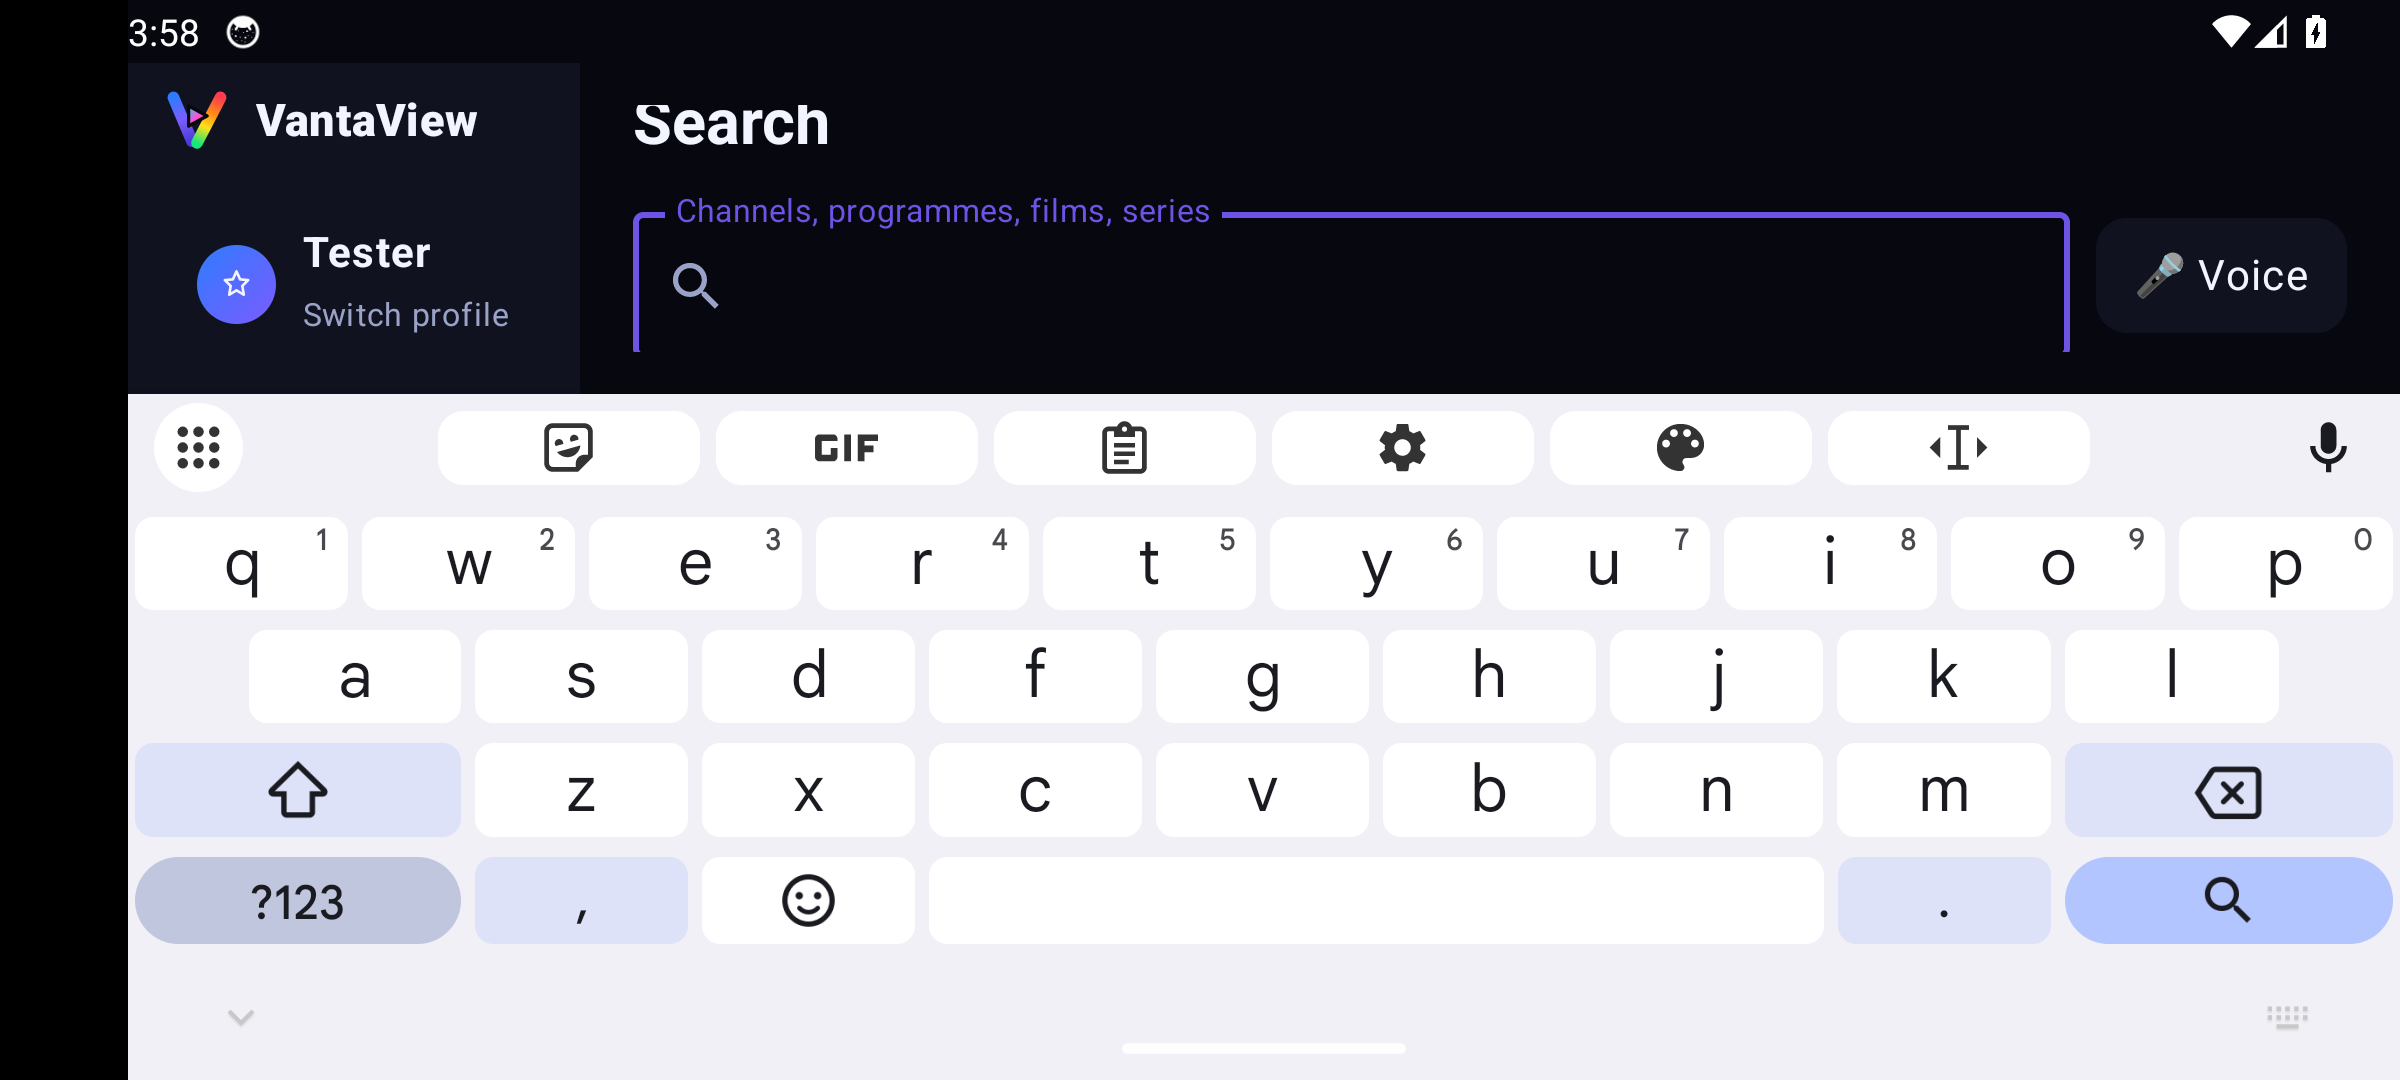 3:58
VantaView
Search
Channels, programmes, films, series
Tester
Switch profile
🎤 Voice
GIF
q 1 w 2 e 3 r 4 t 5 y 6 u 7 i 8 o 9 p 0
a s d f g h j k l
z x c v b n m
?123 , .